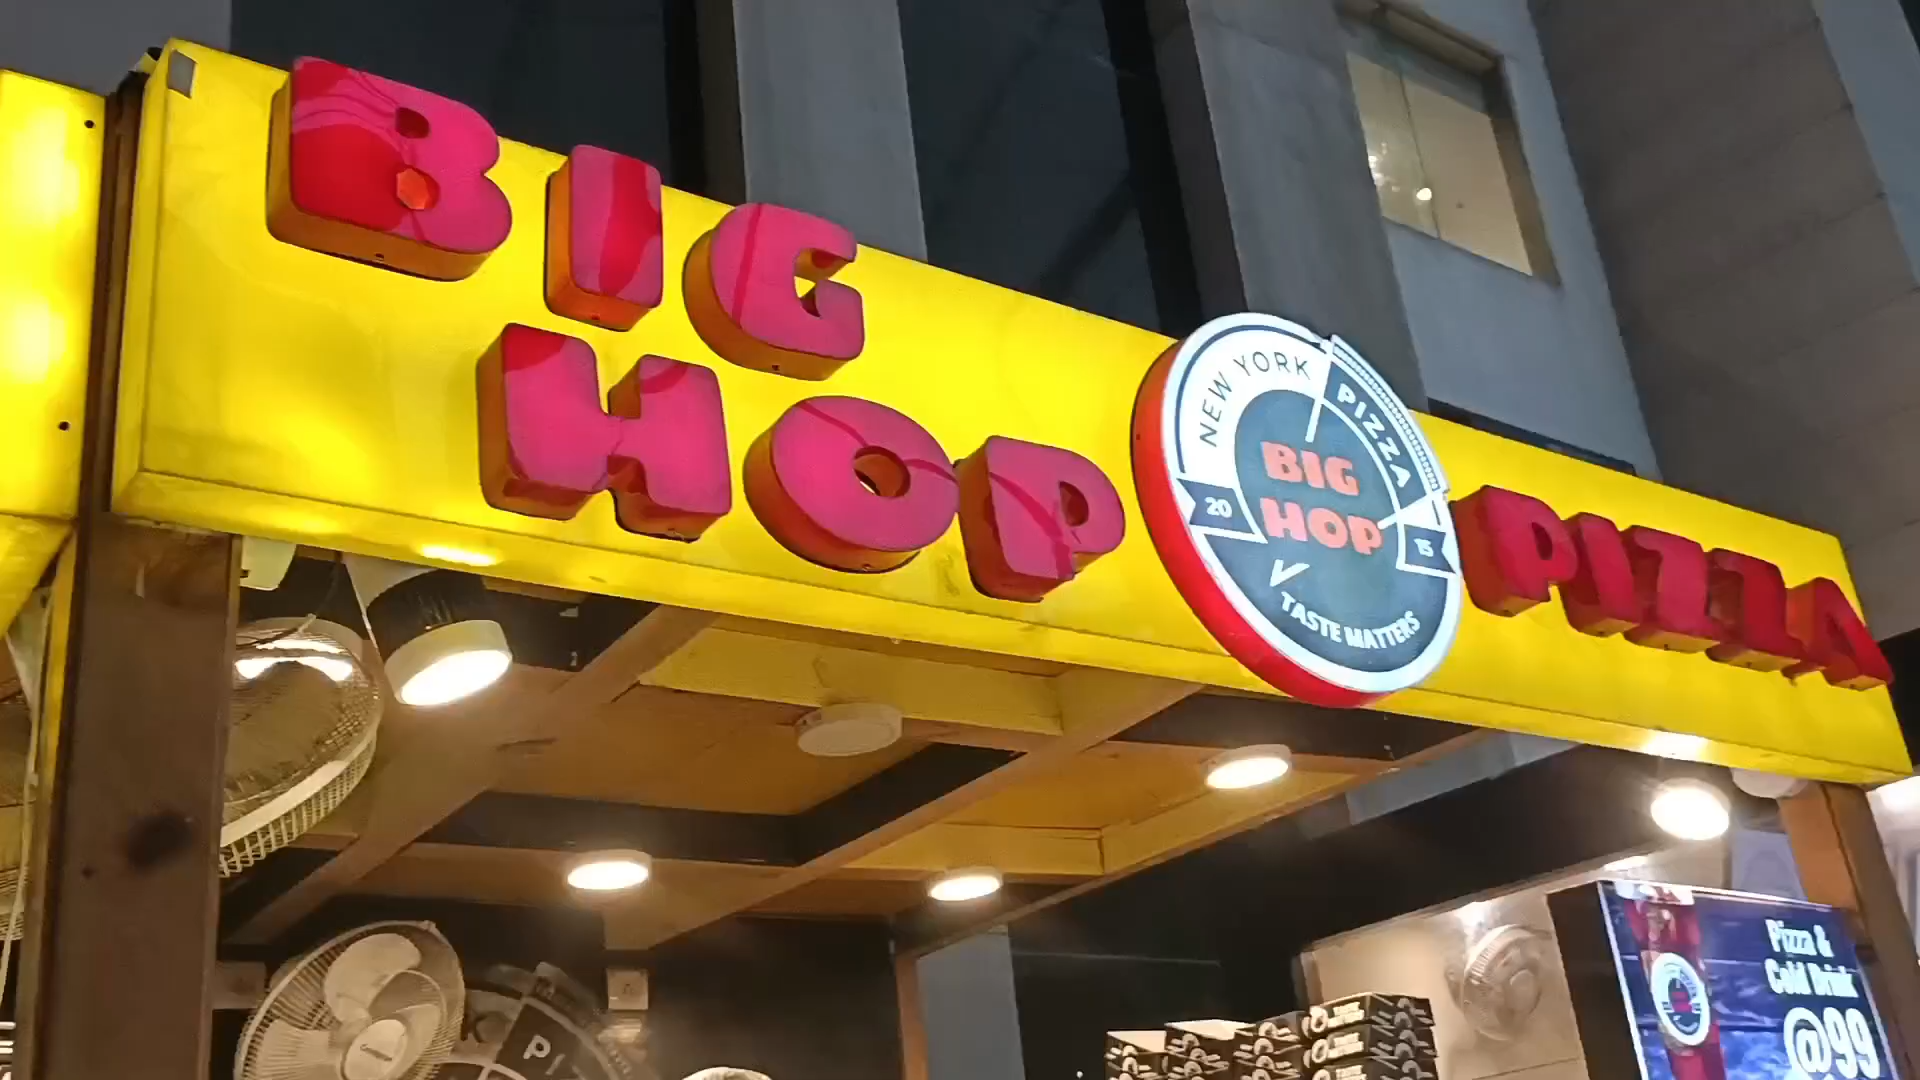 BIG
HOP
PIZZA
NEW YORK PIZZA
BIG
HOP
20 15
TASTE MATTERS
Pizza &
Cold Drink
@99